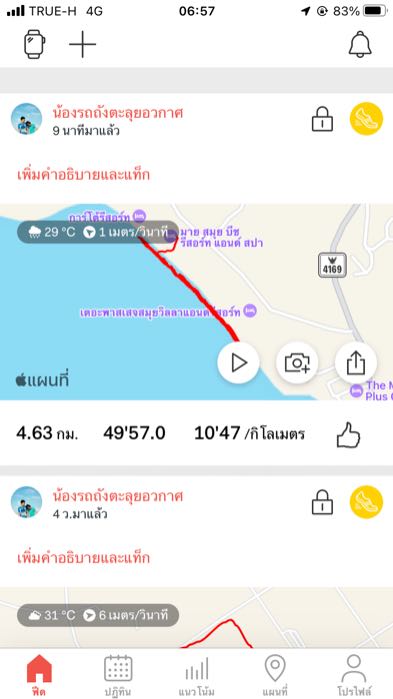 TRUE-H 4G 06:57 83%
น้องรถถังตะลุยอวกาศ
9 นาทีมาแล้ว
เพิ่มคำอธิบายและแท็ก
การ์โด้รีสอร์ท
29 °C 1 เมตร/วินาที
มาย สมุย บีช
รีสอร์ท แอนด์ สปา
4169
เดอะพาสเสจสมุยวิลลาแอนด์รีสอร์ท
แผนที่
The M
Plus C
4.63 กม. 49'57.0 10'47 /กิโลเมตร
น้องรถถังตะลุยอวกาศ
4 ว.มาแล้ว
เพิ่มคำอธิบายและแท็ก
31 °C 6 เมตร/วินาที
ฟีด ปฏิทิน แนวโน้ม แผนที่ โปรไฟล์